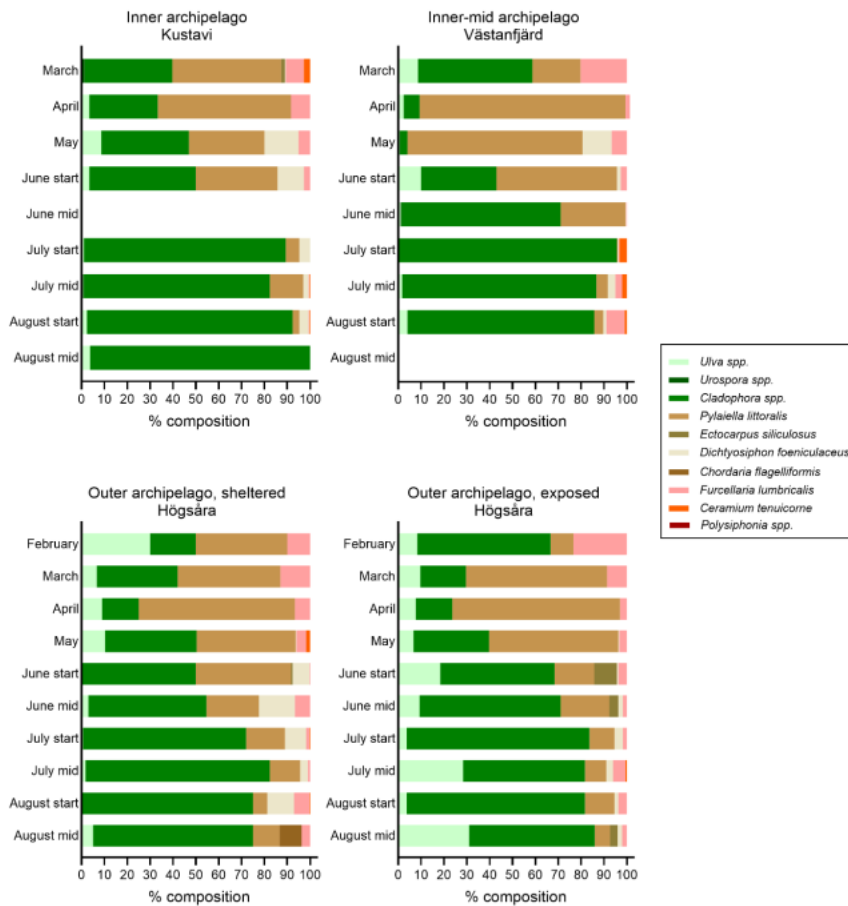 Inner archipelago
Kustavi
March
April
May
June start
June mid
July start
July mid
August start
August mid
0 10 20 30 40 50 60 70 80 90 100
% composition
Inner-mid archipelago
Västanfjärd
March
April
May
June start
June mid
July start
July mid
August start
August mid
0 10 20 30 40 50 60 70 80 90 100
% composition
Ulva spp.
Urospora spp.
Cladophora spp.
Pylaiella littoralis
Ectocarpus siliculosus
Dichtyosiphon foeniculaceus
Chordaria flagelliformis
Furcellaria lumbricalis
Ceramium tenuicorne
Polysiphonia spp.
Outer archipelago, sheltered
Högsåra
February
March
April
May
June start
June mid
July start
July mid
August start
August mid
0 10 20 30 40 50 60 70 80 90 100
% composition
Outer archipelago, exposed
Högsåra
February
March
April
May
June start
June mid
July start
July mid
August start
August mid
0 10 20 30 40 50 60 70 80 90 100
% composition